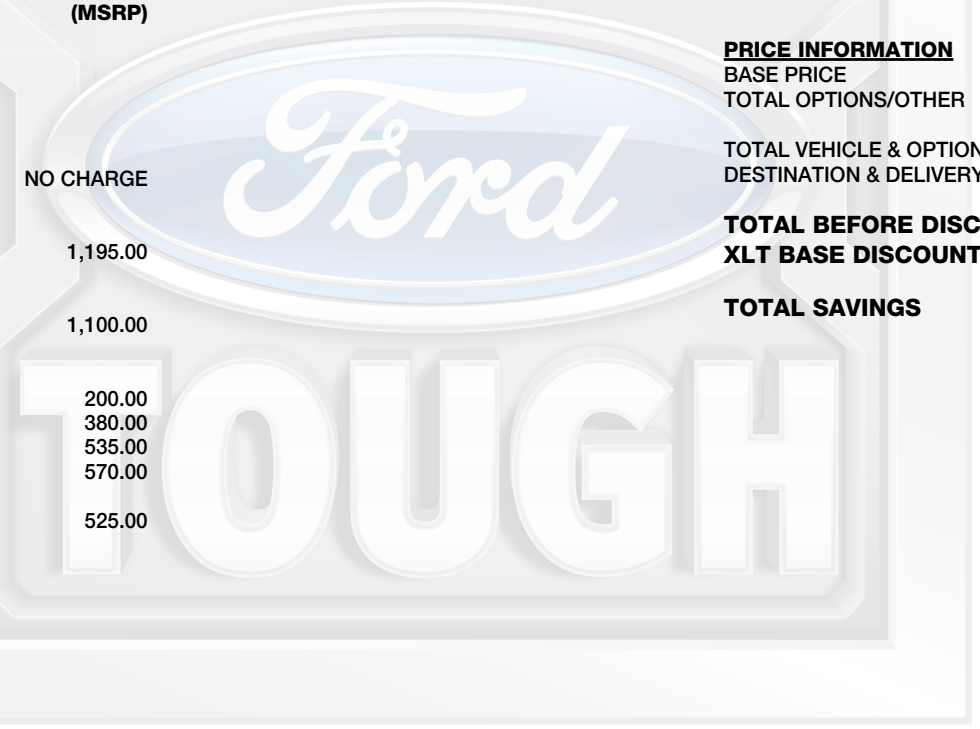 (MSRP)
NO CHARGE
1,195.00
1,100.00
200.00
380.00
535.00
570.00
525.00
PRICE INFORMATION
BASE PRICE
TOTAL OPTIONS/OTHER
TOTAL VEHICLE & OPTION
DESTINATION & DELIVERY
TOTAL BEFORE DISC
XLT BASE DISCOUNT
TOTAL SAVINGS
Ford
TOUGH